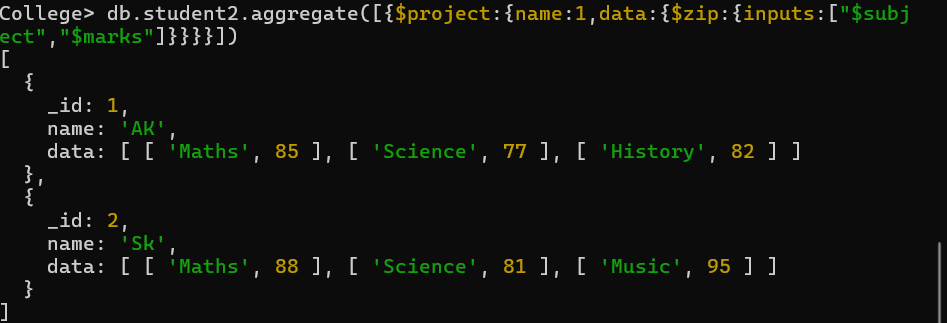 College> db.student2.aggregate([{$project:{name:1,data:{$zip:{inputs:["$subj
ect","$marks"]}}}}])
[
  {
    _id: 1,
    name: 'AK',
    data: [ [ 'Maths', 85 ], [ 'Science', 77 ], [ 'History', 82 ] ]
  },
  {
    _id: 2,
    name: 'Sk',
    data: [ [ 'Maths', 88 ], [ 'Science', 81 ], [ 'Music', 95 ] ]
  }
]